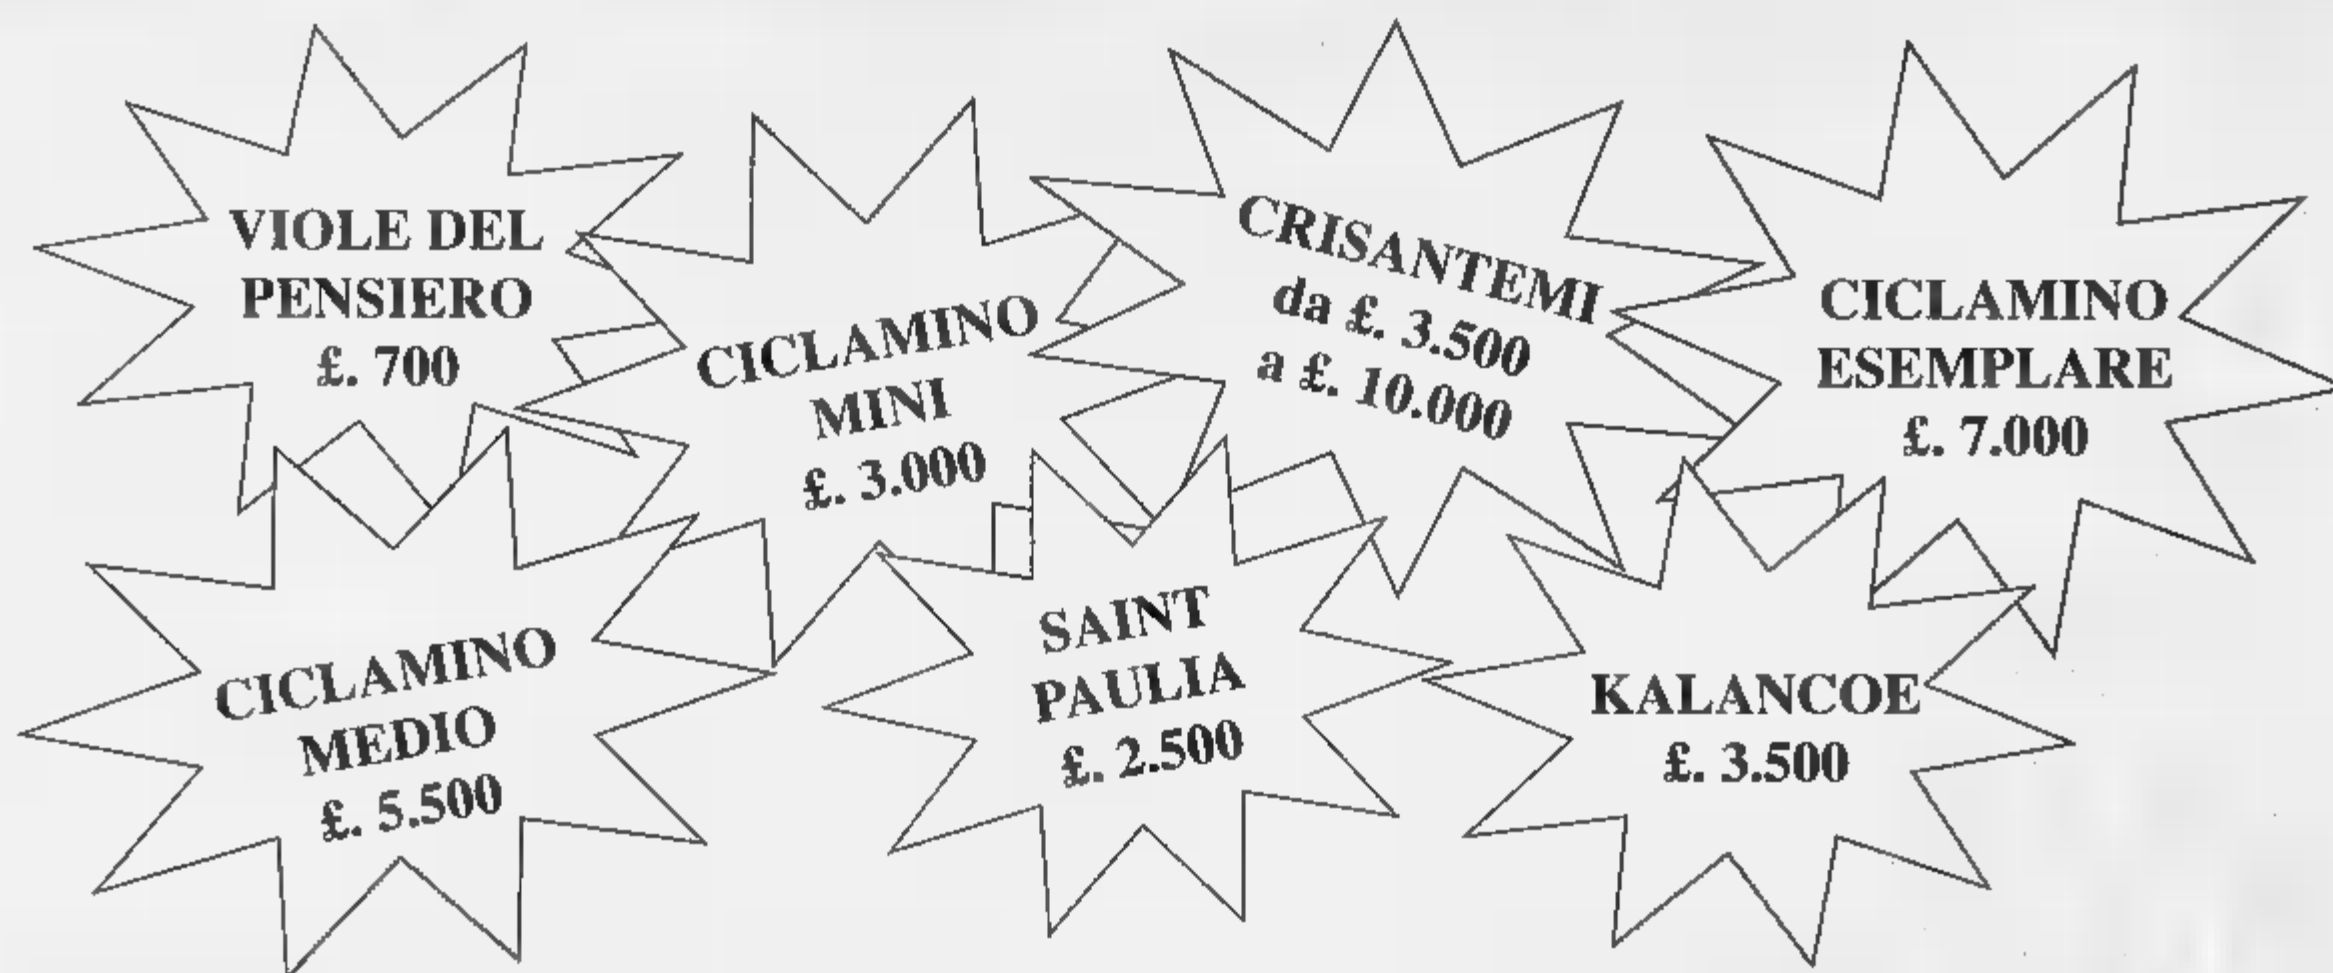 VIOLE DEL
PENSIERO
£. 700
CICLAMINO
MINI
£. 3.000
CRISANTEMI
da £. 3.500
a £. 10.000
CICLAMINO
ESEMPLARE
£. 7.000
CICLAMINO
MEDIO
£. 5.500
SAINT
PAULIA
£. 2.500
KALANCOE
£. 3.500